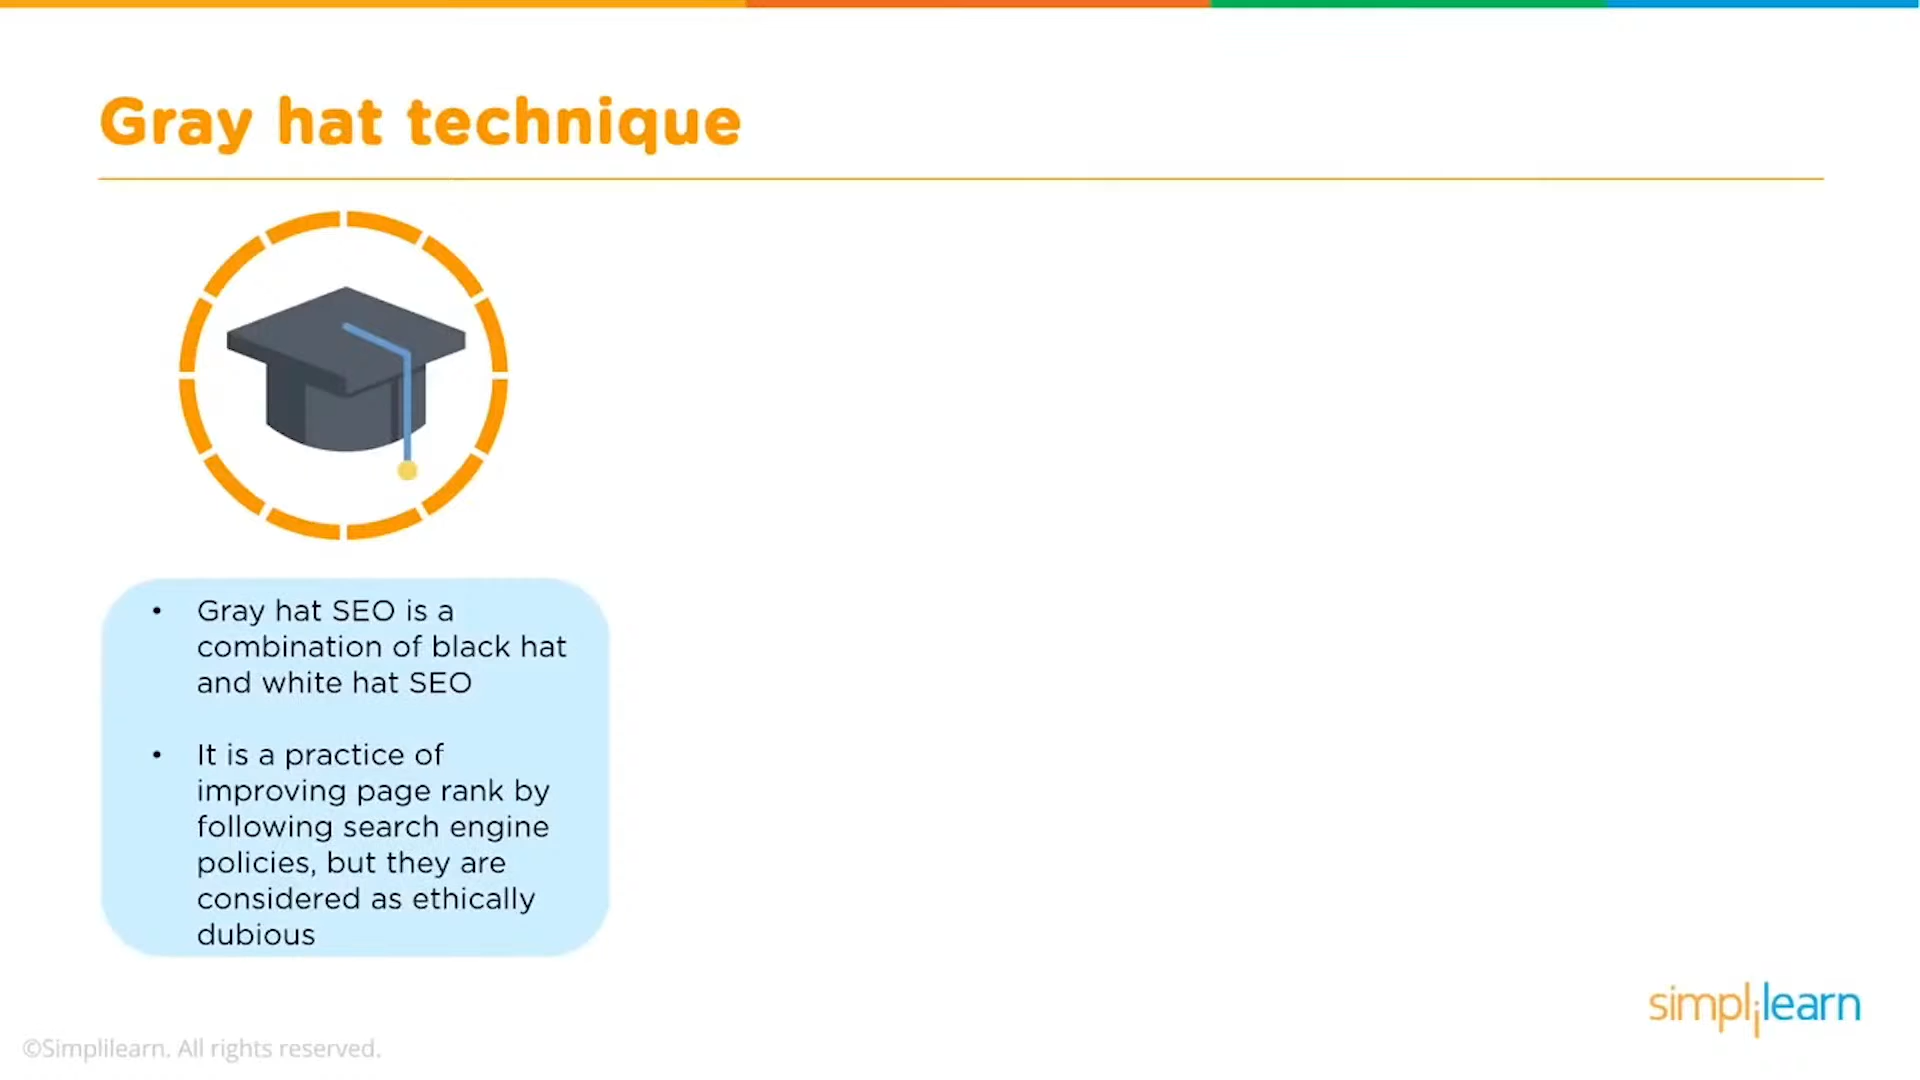 Gray hat technique
• Gray hat SEO is a
combination of black hat
and white hat SEO
• It is a practice of
improving page rank by
following search engine
policies, but they are
considered as ethically
dubious
simplilearn
©Simplilearn. All rights reserved.